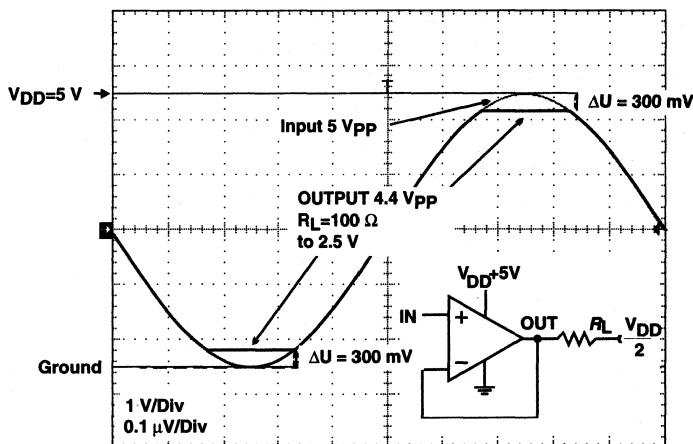 VDD=5 V
ΔU = 300 mV
Input 5 VPP
OUTPUT 4.4 VPP
RL=100 Ω
to 2.5 V
VDD+5V
IN
+
−
OUT
RL
VDD
2
Ground
ΔU = 300 mV
1 V/Div
0.1 μV/Div